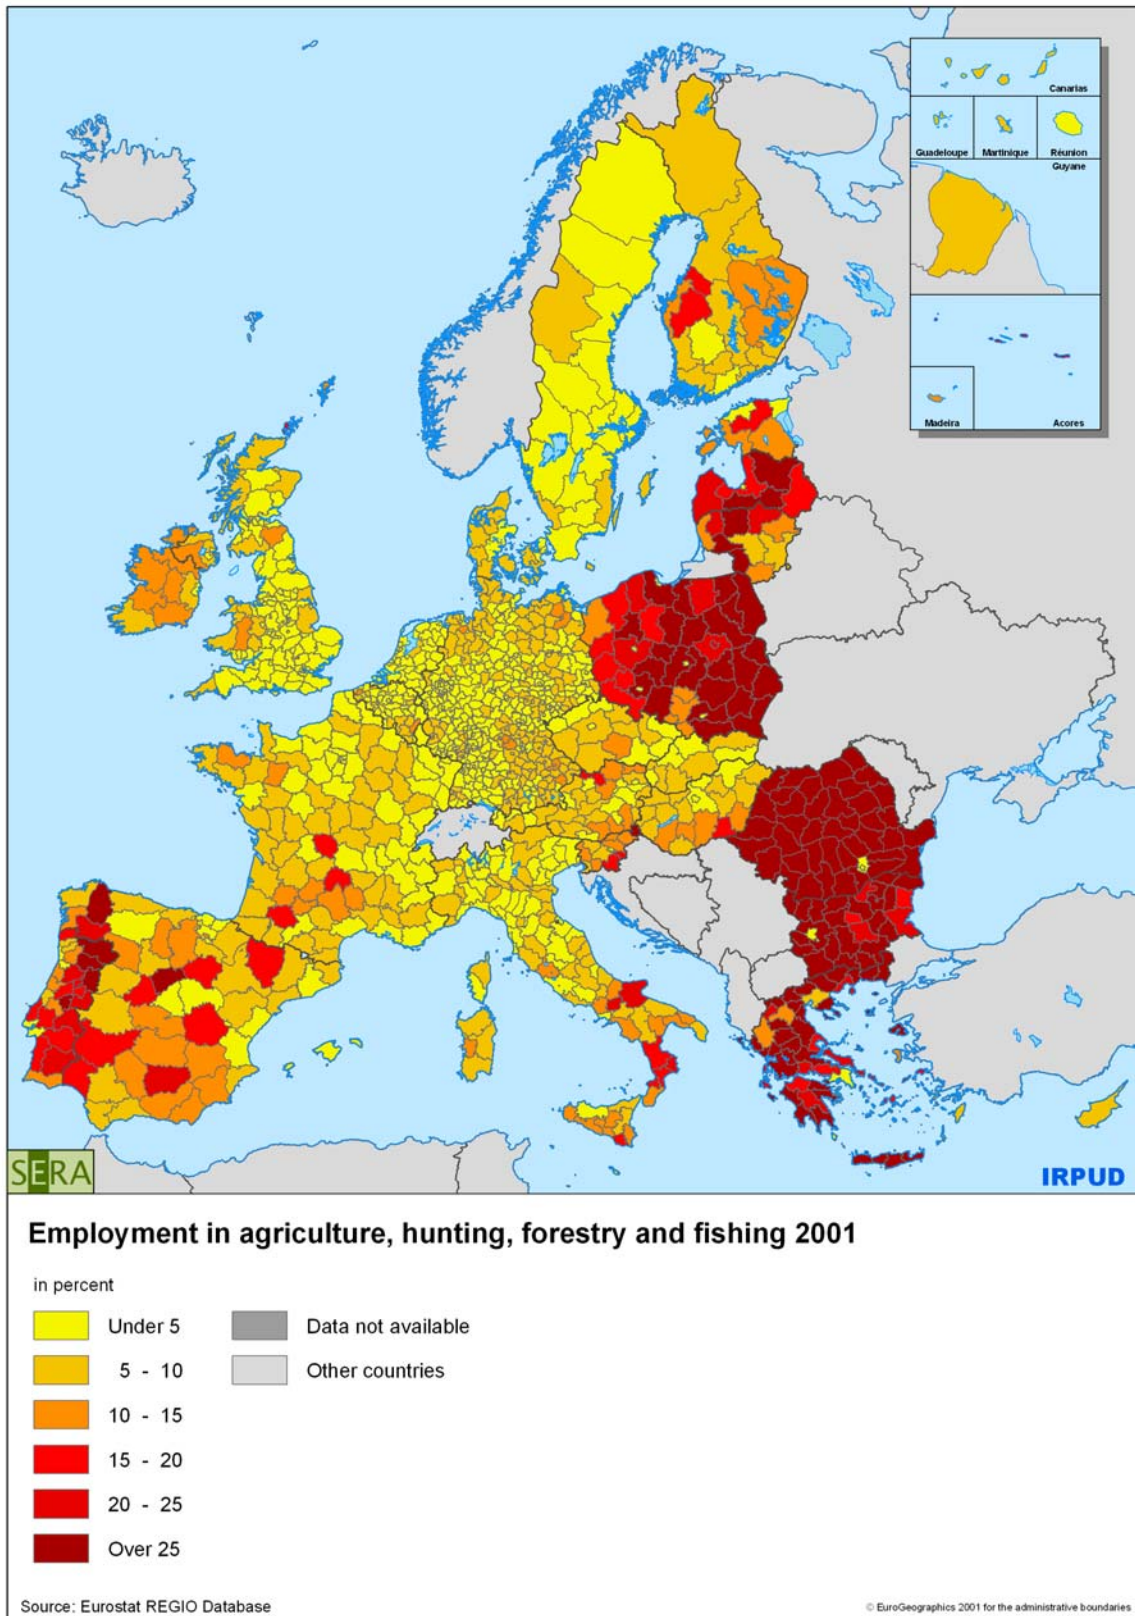 Canarias
Guadeloupe
Martinique
Réunion
Guyane
Madeira
Acores
SERA
IRPUD
Employment in agriculture, hunting, forestry and fishing 2001
in percent
Under 5
5 - 10
10 - 15
15 - 20
20 - 25
Over 25
Data not available
Other countries
Source: Eurostat REGIO Database
© EuroGeographics 2001 for the administrative boundaries